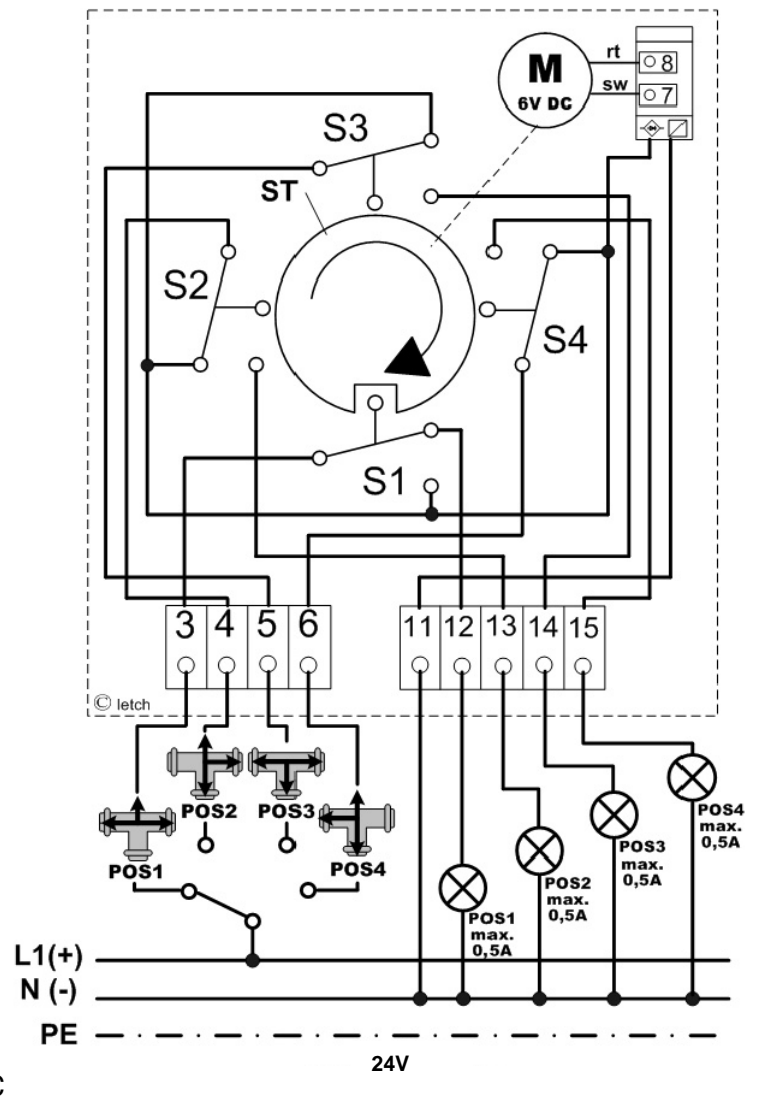 M
6V DC
rt
sw
8
7
S3
ST
S2
S4
S1
3 4 5 6
11 12 13 14 15
© letch
POS1
POS2
POS3
POS4
POS1
max.
0,5A
POS2
max.
0,5A
POS3
max.
0,5A
POS4
max.
0,5A
L1(+)
N (-)
PE
24V